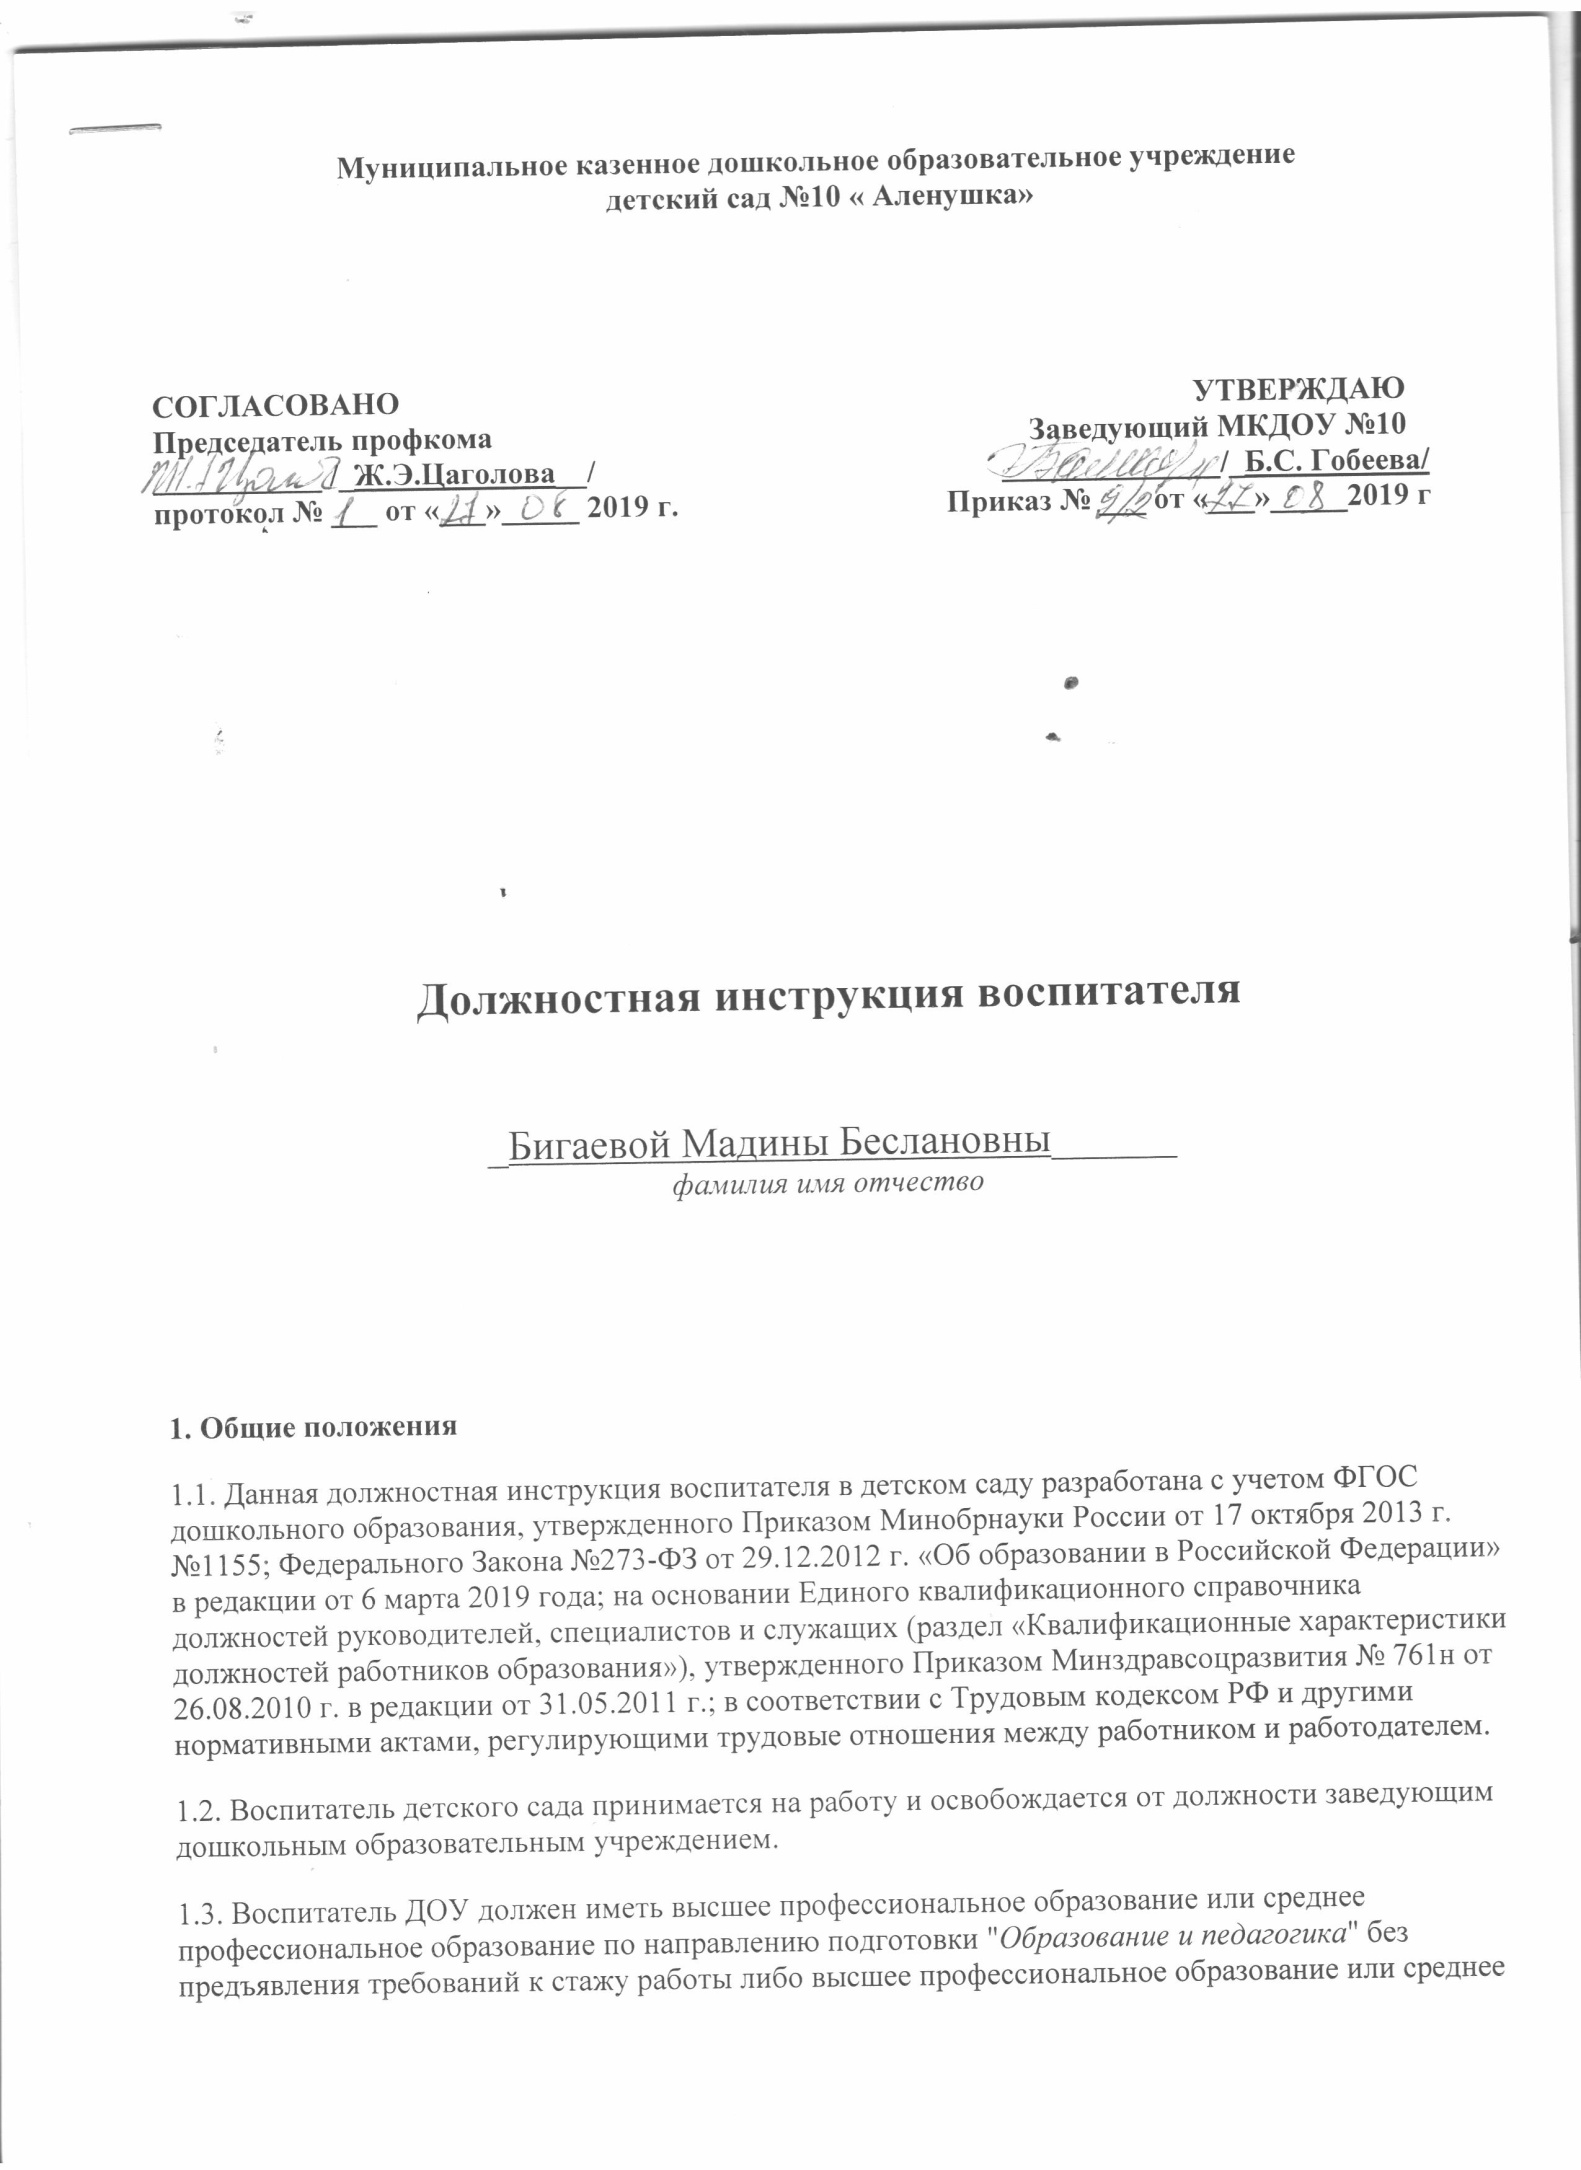 Муниципальное казенное дошкольное образовательное учреждение
детский сад №10 « Аленушка»
СОГЛАСОВАНО
Председатель профкома
/ Ж.Э.Цаголова /
протокол № 1 от «27» 08 2019 г.
УТВЕРЖДАЮ
Заведующий МКДОУ №10
/ Б.С. Гобеева/
Приказ № 9/2 от «27» 08 2019 г
Должностная инструкция воспитателя
Бигаевой Мадины Беслановны
фамилия имя отчество
1. Общие положения
1.1. Данная должностная инструкция воспитателя в детском саду разработана с учетом ФГОС
дошкольного образования, утвержденного Приказом Минобрнауки России от 17 октября 2013 г.
№1155; Федерального Закона №273-ФЗ от 29.12.2012 г. «Об образовании в Российской Федерации»
в редакции от 6 марта 2019 года; на основании Единого квалификационного справочника
должностей руководителей, специалистов и служащих (раздел «Квалификационные характеристики
должностей работников образования»), утвержденного Приказом Минздравсоцразвития № 761н от
26.08.2010 г. в редакции от 31.05.2011 г.; в соответствии с Трудовым кодексом РФ и другими
нормативными актами, регулирующими трудовые отношения между работником и работодателем.
1.2. Воспитатель детского сада принимается на работу и освобождается от должности заведующим
дошкольным образовательным учреждением.
1.3. Воспитатель ДОУ должен иметь высшее профессиональное образование или среднее
профессиональное образование по направлению подготовки "Образование и педагогика" без
предъявления требований к стажу работы либо высшее профессиональное образование или среднее